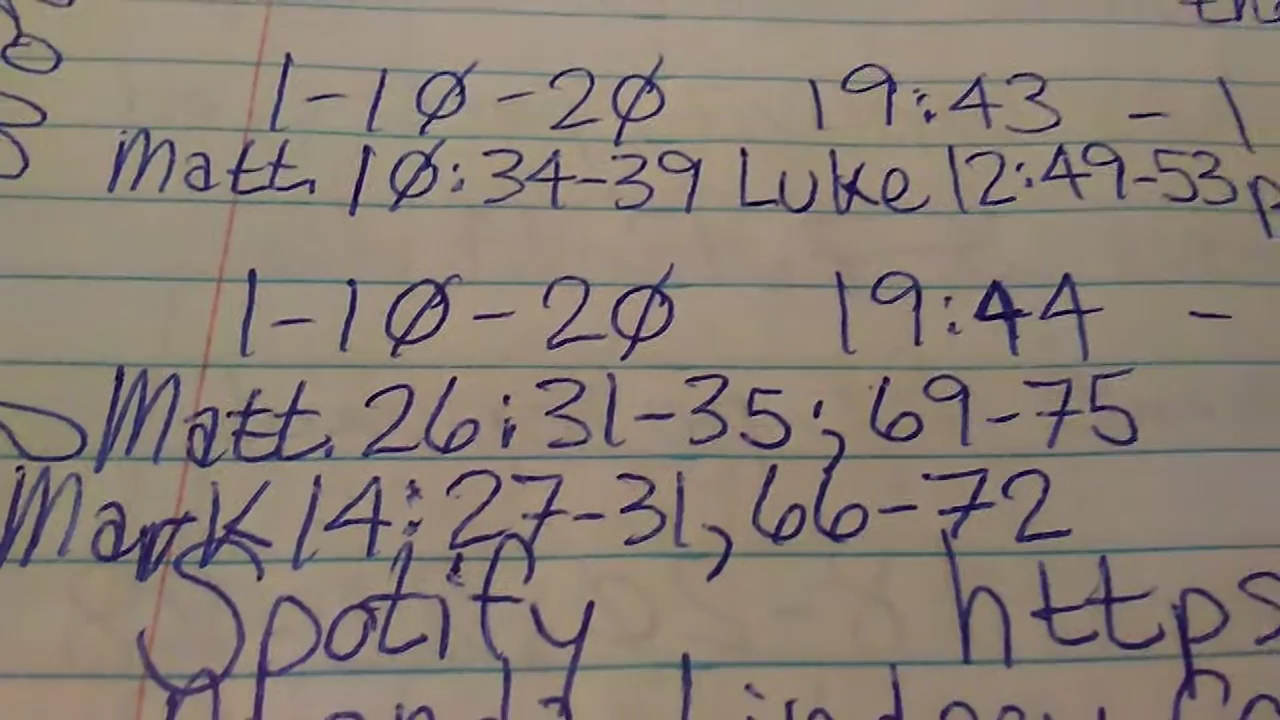 1-10-20 19:43 - 1
Matt. 10:34-39 Luke 12:49-53
1-10-20 19:44 -
Matt. 26:31-35; 69-75
Mark 14:27-31, 66-72
Spotify https